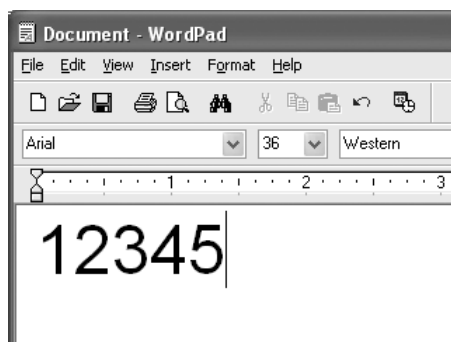 Document - WordPad
File Edit View Insert Format Help
Arial 36 Western
1 2 3
12345